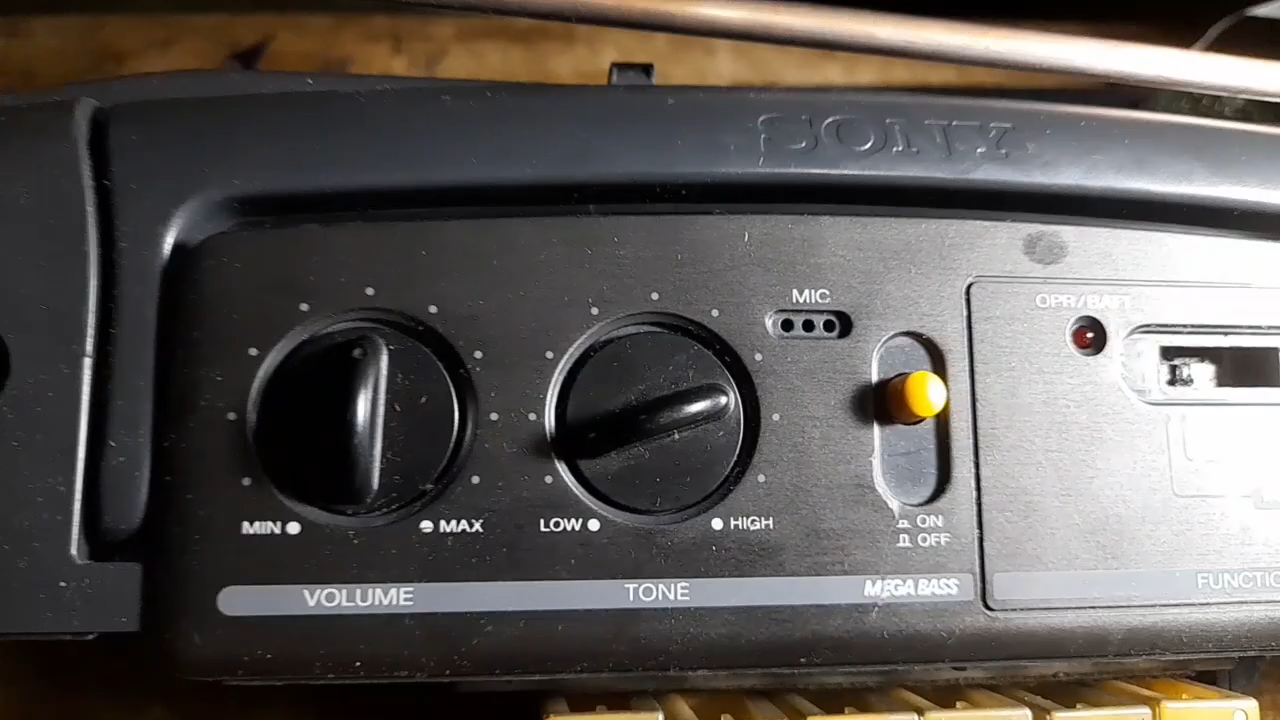 SONY
MIC
OPR/BATT
MIN
MAX
LOW
HIGH
ON
OFF
VOLUME
TONE
MEGA BASS